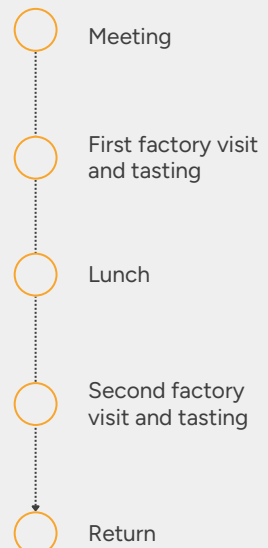 Meeting
First factory visit
and tasting
Lunch
Second factory
visit and tasting
Return